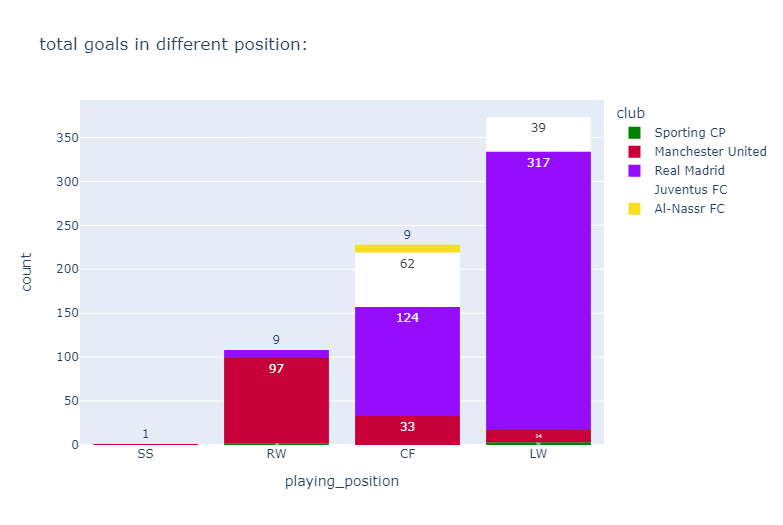 total goals in different position:
club
Sporting CP
Manchester United
Real Madrid
Juventus FC
Al-Nassr FC
count
350
300
250
200
150
100
50
0
1
9
97
9
62
124
33
39
317
14
SS
RW
CF
LW
playing_position